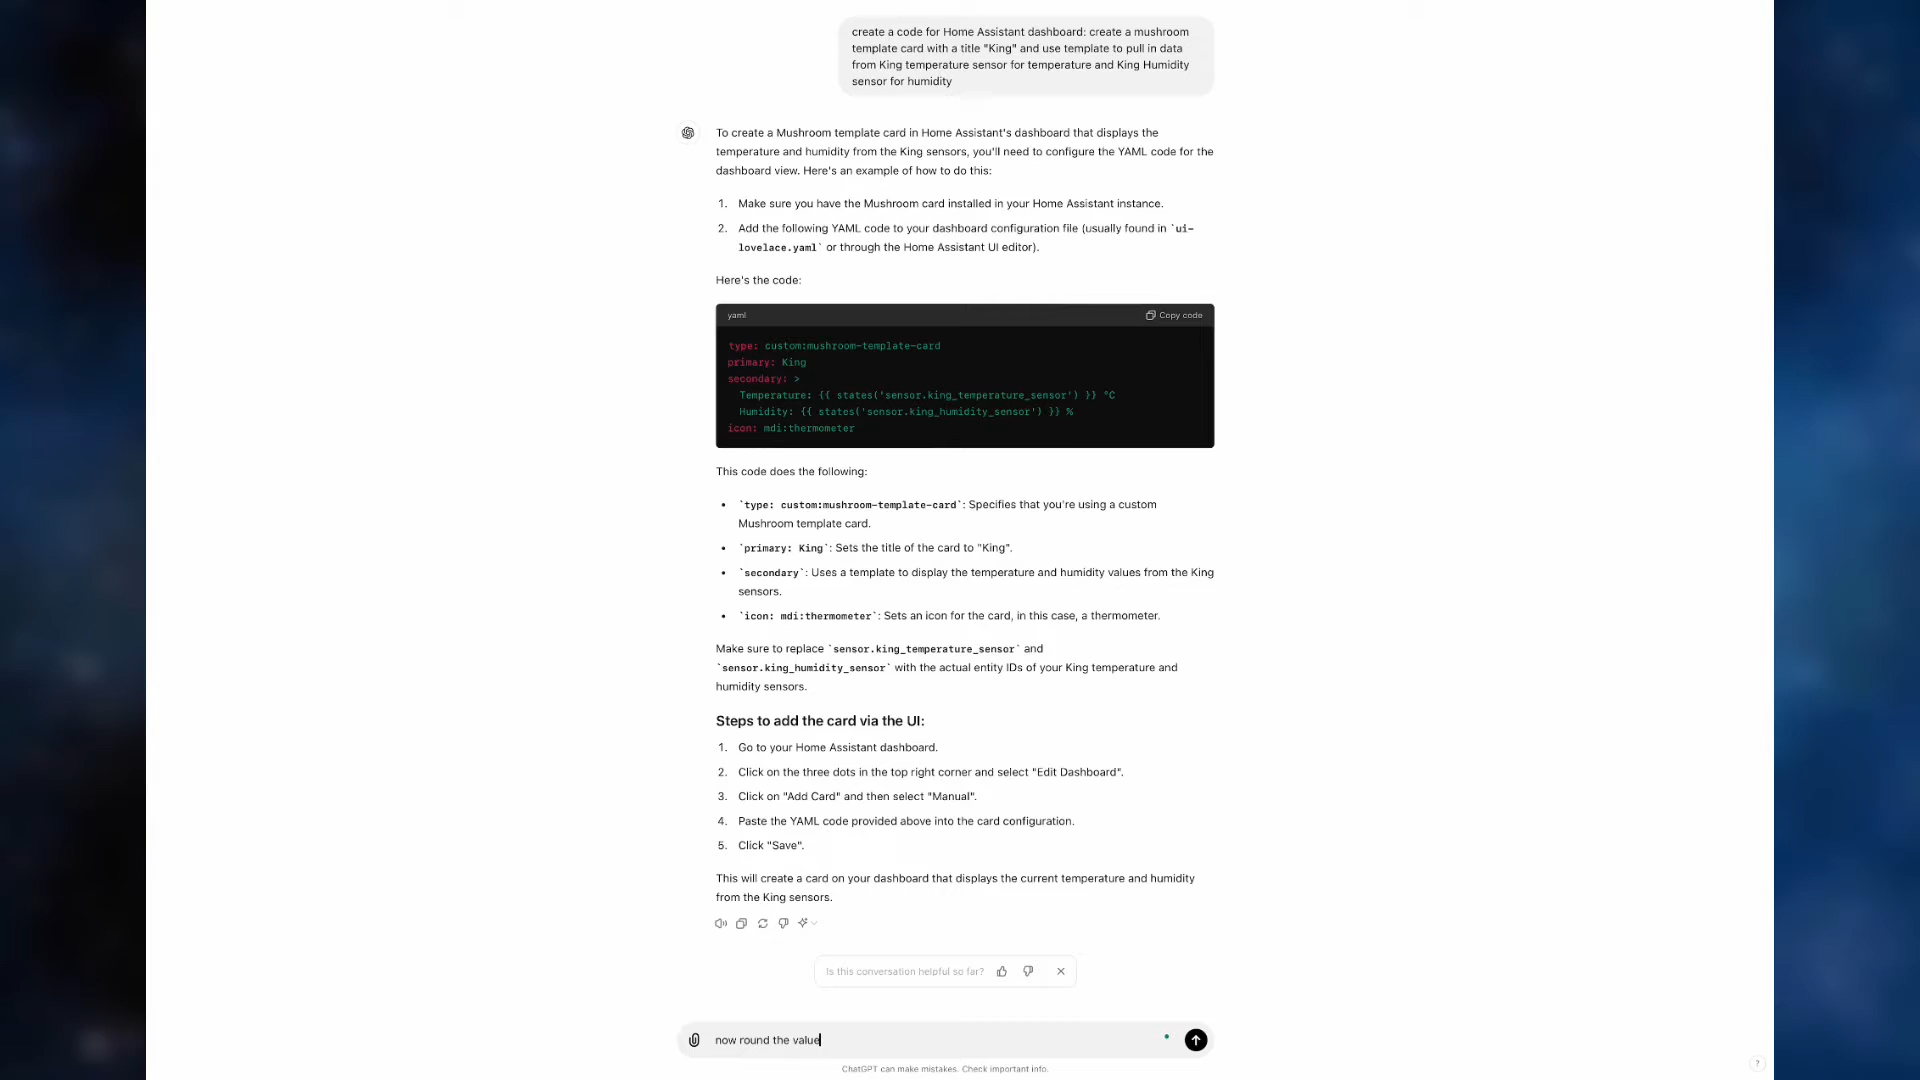 create a code for Home Assistant dashboard: create a mushroom
template card with a title "King" and use template to pull in data
from King temperature sensor for temperature and King Humidity
sensor for humidity
To create a Mushroom template card in Home Assistant's dashboard that displays the
temperature and humidity from the King sensors, you'll need to configure the YAML code for the
dashboard view. Here's an example of how to do this:
1. Make sure you have the Mushroom card installed in your Home Assistant instance.
2. Add the following YAML code to your dashboard configuration file (usually found in `ui-
lovelace.yaml` or through the Home Assistant UI editor).
Here's the code:
yaml Copy code
type: custom:mushroom-template-card
primary: King
secondary: >
Temperature: {{ states('sensor.king_temperature_sensor') }} °C
Humidity: {{ states('sensor.king_humidity_sensor') }} %
icon: mdi:thermometer
This code does the following:
• `type: custom:mushroom-template-card`: Specifies that you're using a custom
Mushroom template card.
• `primary: King`: Sets the title of the card to "King".
• `secondary`: Uses a template to display the temperature and humidity values from the King
sensors.
• `icon: mdi:thermometer`: Sets an icon for the card, in this case, a thermometer.
Make sure to replace `sensor.king_temperature_sensor` and
`sensor.king_humidity_sensor` with the actual entity IDs of your King temperature and
humidity sensors.
Steps to add the card via the UI:
1. Go to your Home Assistant dashboard.
2. Click on the three dots in the top right corner and select "Edit Dashboard".
3. Click on "Add Card" and then select "Manual".
4. Paste the YAML code provided above into the card configuration.
5. Click "Save".
This will create a card on your dashboard that displays the current temperature and humidity
from the King sensors.
Is this conversation helpful so far?
now round the value
ChatGPT can make mistakes. Check important info.
?